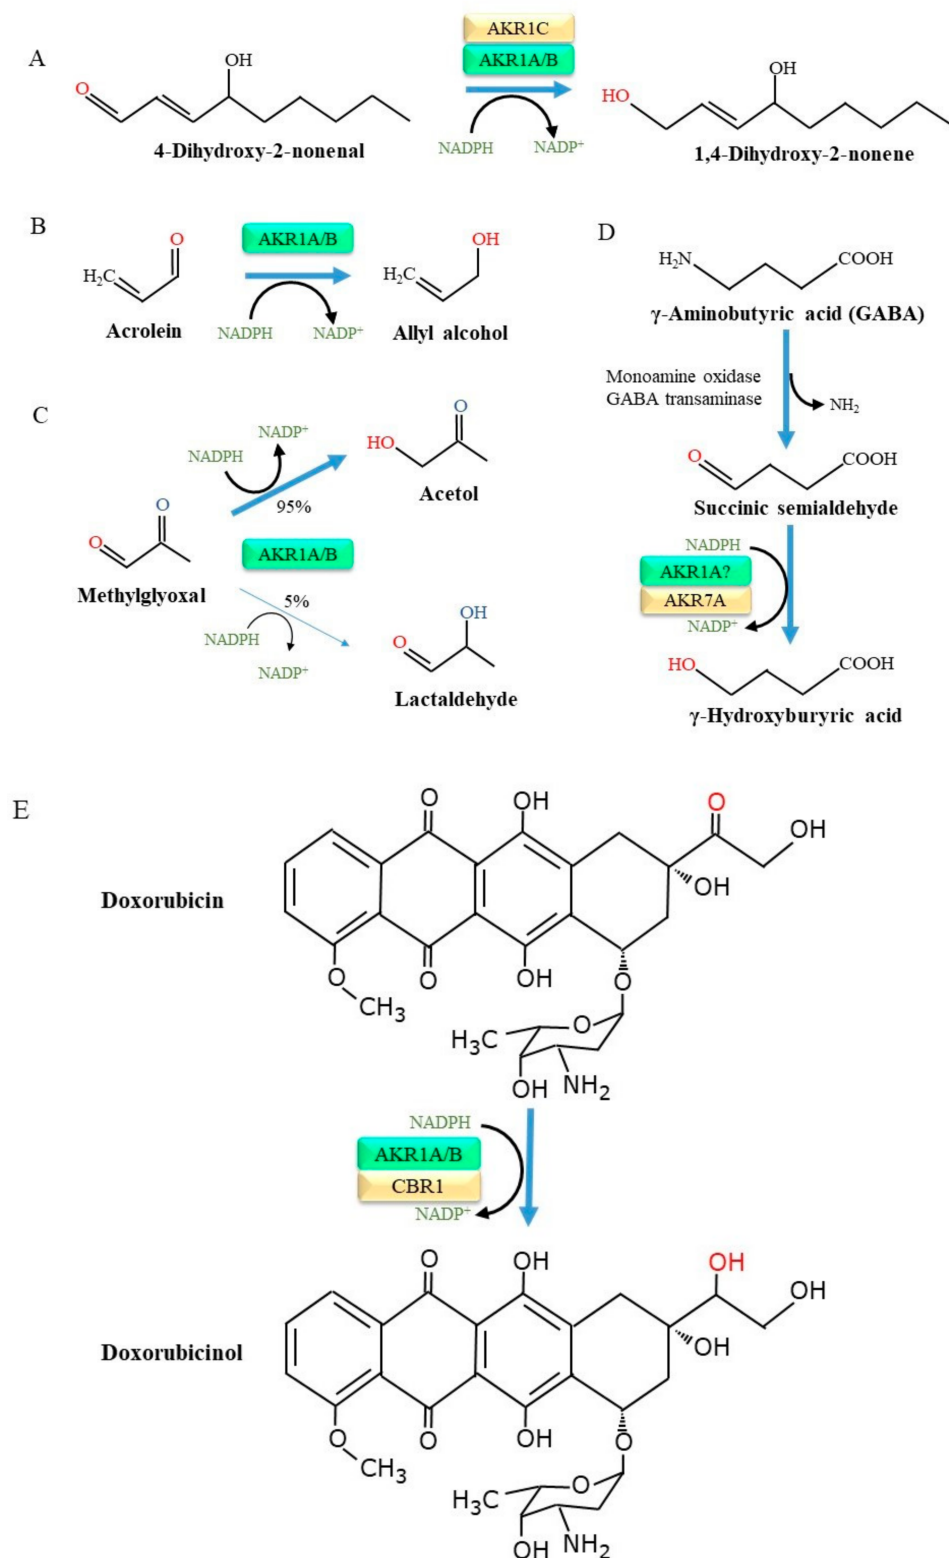 A
O
OH
4-Dihydroxy-2-nonenal
AKR1C
AKR1A/B
NADPH
NADP⁺
HO
OH
1,4-Dihydroxy-2-nonene
B
O
H₂C
Acrolein
AKR1A/B
NADPH
NADP⁺
OH
H₂C
Allyl alcohol
C
O
O
Methylglyoxal
NADPH
NADP⁺
95%
AKR1A/B
5%
NADPH
NADP⁺
O
HO
Acetol
OH
O
Lactaldehyde
D
H₂N
COOH
γ-Aminobutyric acid (GABA)
Monoamine oxidase
GABA transaminase
NH₂
O
COOH
Succinic semialdehyde
NADPH
AKR1A?
AKR7A
NADP⁺
HO
COOH
γ-Hydroxyburyric acid
E
Doxorubicin
O
OH
O
OH
OH
O
CH₃
O
OH
O
O
H₃C
OH
NH₂
NADPH
AKR1A/B
CBR1
NADP⁺
Doxorubicinol
O
OH
OH
OH
OH
O
CH₃
O
OH
O
O
H₃C
OH
NH₂